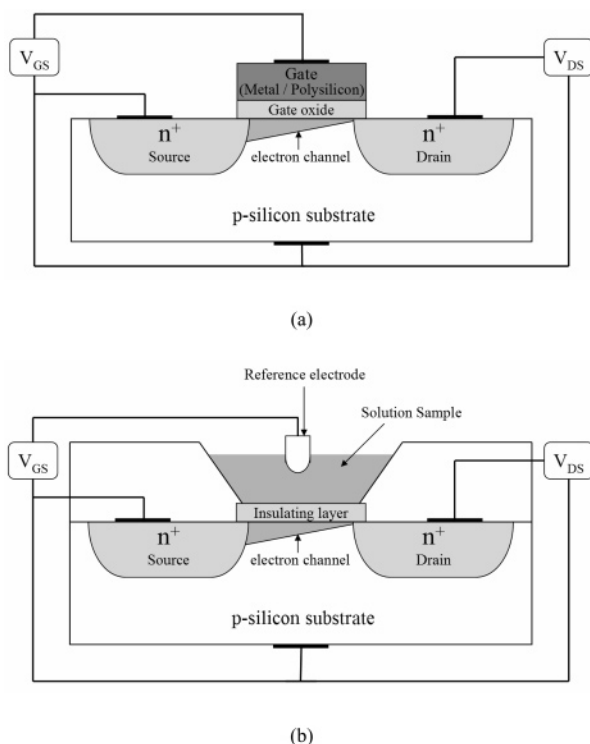 V_GS
Gate
(Metal / Polysilicon)
Gate oxide
V_DS
n⁺
Source
electron channel
n⁺
Drain
p-silicon substrate
(a)
Reference electrode
Solution Sample
V_GS
Insulating layer
V_DS
n⁺
Source
electron channel
n⁺
Drain
p-silicon substrate
(b)